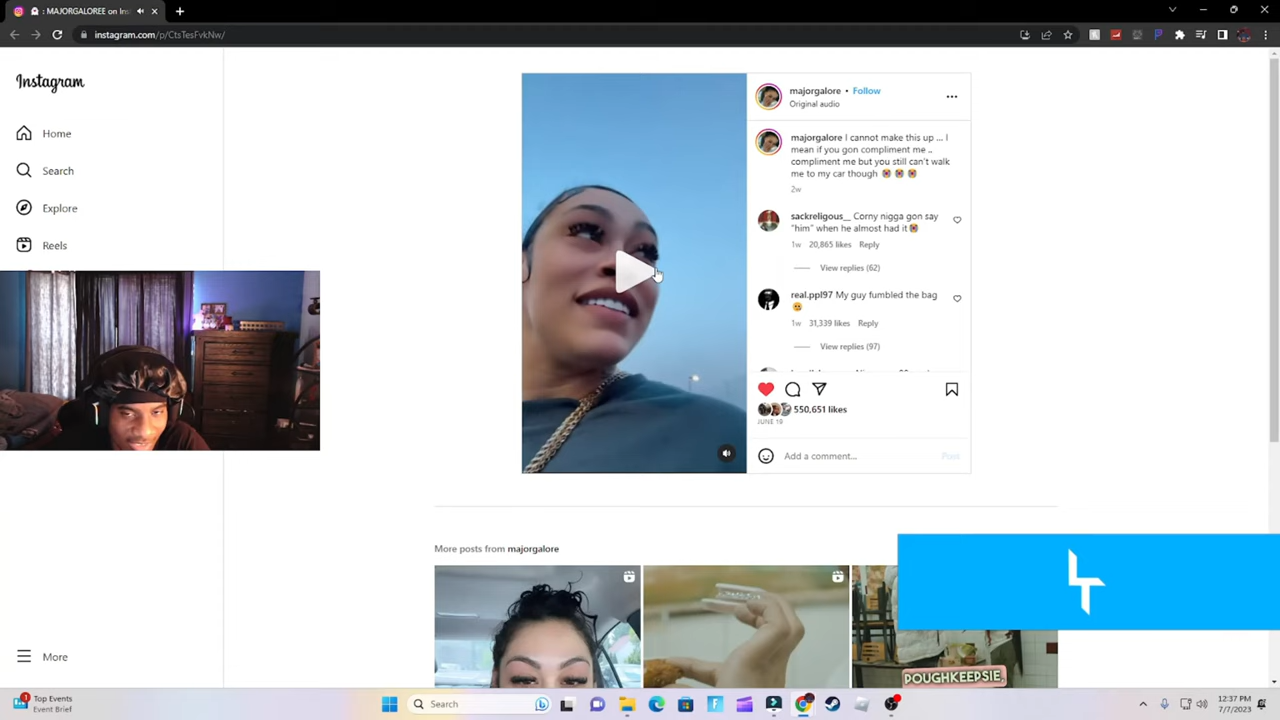 MAJORGALOREE on Ins
instagram.com/p/CtsTesFvkNw/
Instagram
Home
Search
Explore
Reels
More
majorgalore • Follow
Original audio
majorgalore I cannot make this up ... I
mean if you gon compliment me ..
compliment me but you still can't walk
me to my car though
2w
sackreligous__ Corny nigga gon say
"him" when he almost had it
1w 20,865 likes Reply
View replies (62)
real.ppl97 My guy fumbled the bag
1w 31,339 likes Reply
View replies (97)
550,651 likes
JUNE 19
Add a comment...
Post
More posts from majorgalore
POUGHKEEPSIE
Top Events
Event Brief
Search
12:37 PM
7/7/2023